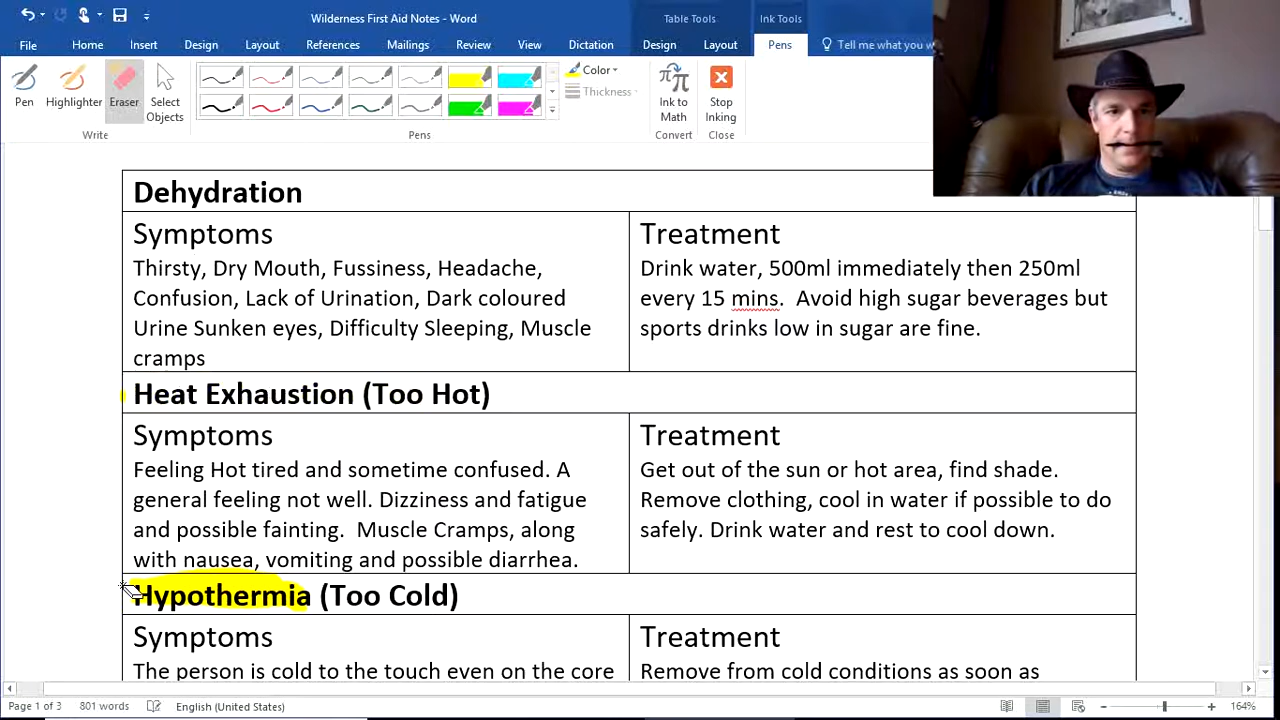 Wilderness First Aid Notes - Word
Table Tools
Ink Tools
File
Home
Insert
Design
Layout
References
Mailings
Review
View
Dictation
Design
Layout
Pens
Tell me what you w
Pen
Highlighter
Eraser
Select
Objects
Color
Thickness
Ink to
Math
Stop
Inking
Write
Pens
Convert
Close
Dehydration
Symptoms
Thirsty, Dry Mouth, Fussiness, Headache,
Confusion, Lack of Urination, Dark coloured
Urine Sunken eyes, Difficulty Sleeping, Muscle
cramps
Treatment
Drink water, 500ml immediately then 250ml
every 15 mins.  Avoid high sugar beverages but
sports drinks low in sugar are fine.
Heat Exhaustion (Too Hot)
Symptoms
Feeling Hot tired and sometime confused. A
general feeling not well. Dizziness and fatigue
and possible fainting.  Muscle Cramps, along
with nausea, vomiting and possible diarrhea.
Treatment
Get out of the sun or hot area, find shade.
Remove clothing, cool in water if possible to do
safely. Drink water and rest to cool down.
Hypothermia (Too Cold)
Symptoms
The person is cold to the touch even on the core
Treatment
Remove from cold conditions as soon as
Page 1 of 3
801 words
English (United States)
164%